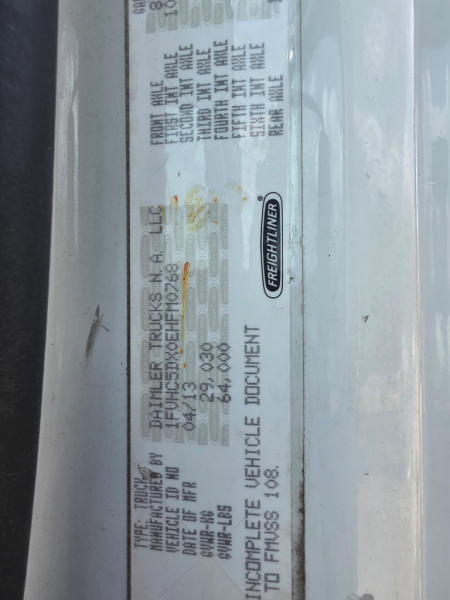 TYPE: TRUCK
MANUFACTURED BY DAIMLER TRUCKS N.A. LLC
VEHICLE ID NO 1FVHC5DX0EHFM0768
DATE OF MFR 04/13
GVWR-KG 29,030
GVWR-LBS 64,000
INCOMPLETE VEHICLE DOCUMENT
TO FMVSS 108.
FREIGHTLINER
FRONT AXLE
FIRST INT AXLE
SECOND INT AXLE
THIRD INT AXLE
FOURTH INT AXLE
FIFTH INT AXLE
SIXTH INT AXLE
REAR AXLE